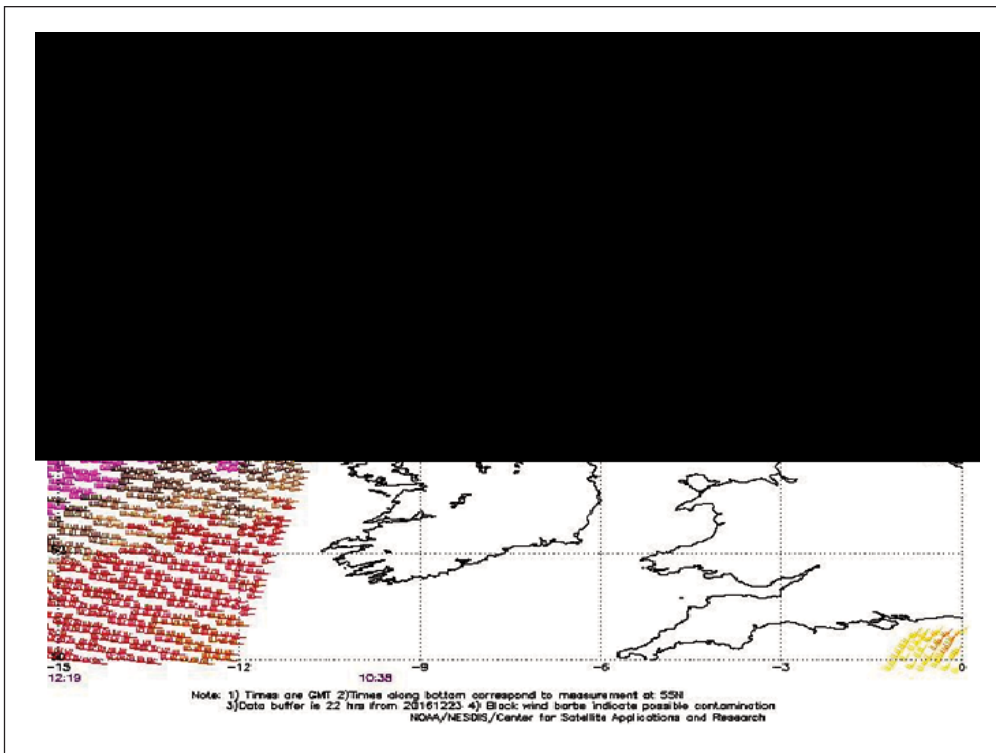 -15 -12 -9 -6 -3 0
12:19 10:38
Note: 1) Times are GMT 2)Times along bottom correspond to measurement at 55N
3)Data buffer is 22 hrs from 20161223 4) Black wind barbs indicate possible contamination
NOAA/NESDIS/Center for Satellite Applications and Research